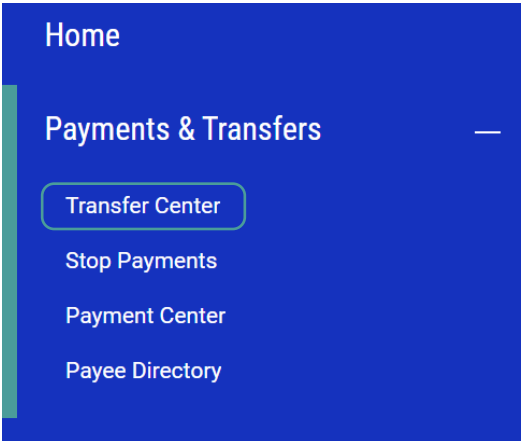 Home
Payments & Transfers
Transfer Center
Stop Payments
Payment Center
Payee Directory